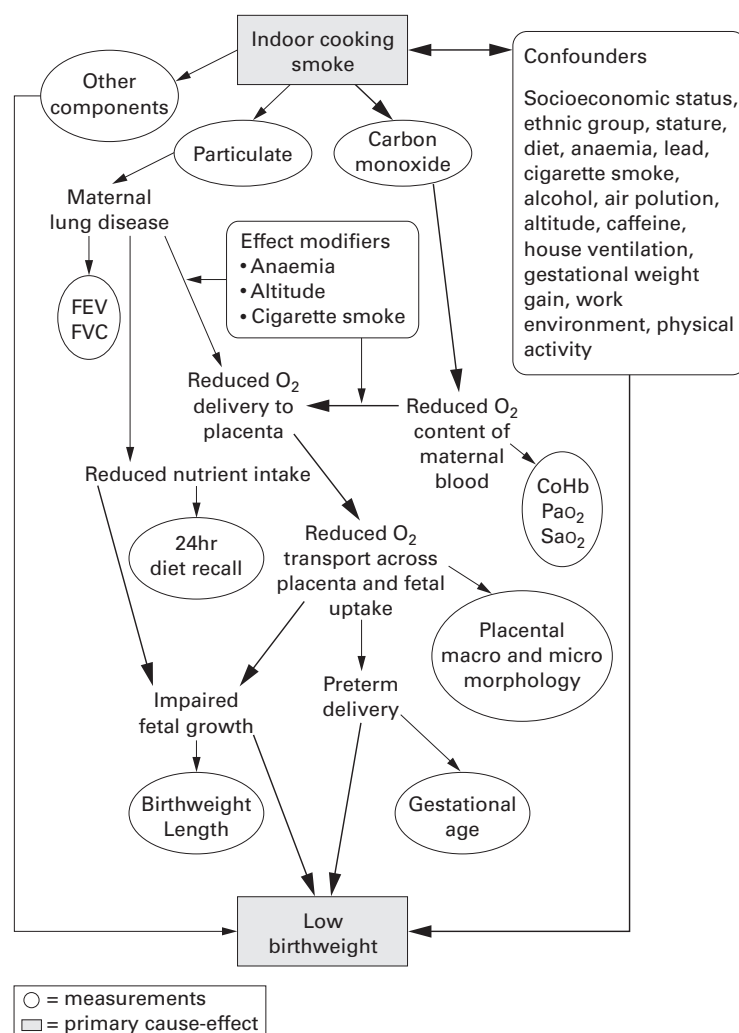 Indoor cooking
smoke
Confounders
Socioeconomic status,
ethnic group, stature,
diet, anaemia, lead,
cigarette smoke,
alcohol, air polution,
altitude, caffeine,
house ventilation,
gestational weight
gain, work
environment, physical
activity
Other
components
Particulate
Carbon
monoxide
Maternal
lung disease
Effect modifiers
• Anaemia
• Altitude
• Cigarette smoke
FEV
FVC
Reduced O₂
delivery to
placenta
Reduced O₂
content of
maternal
blood
Reduced nutrient intake
CoHb
PaO₂
SaO₂
24hr
diet recall
Reduced O₂
transport across
placenta and fetal
uptake
Placental
macro and micro
morphology
Impaired
fetal growth
Preterm
delivery
Birthweight
Length
Gestational
age
Low
birthweight
= measurements
= primary cause-effect